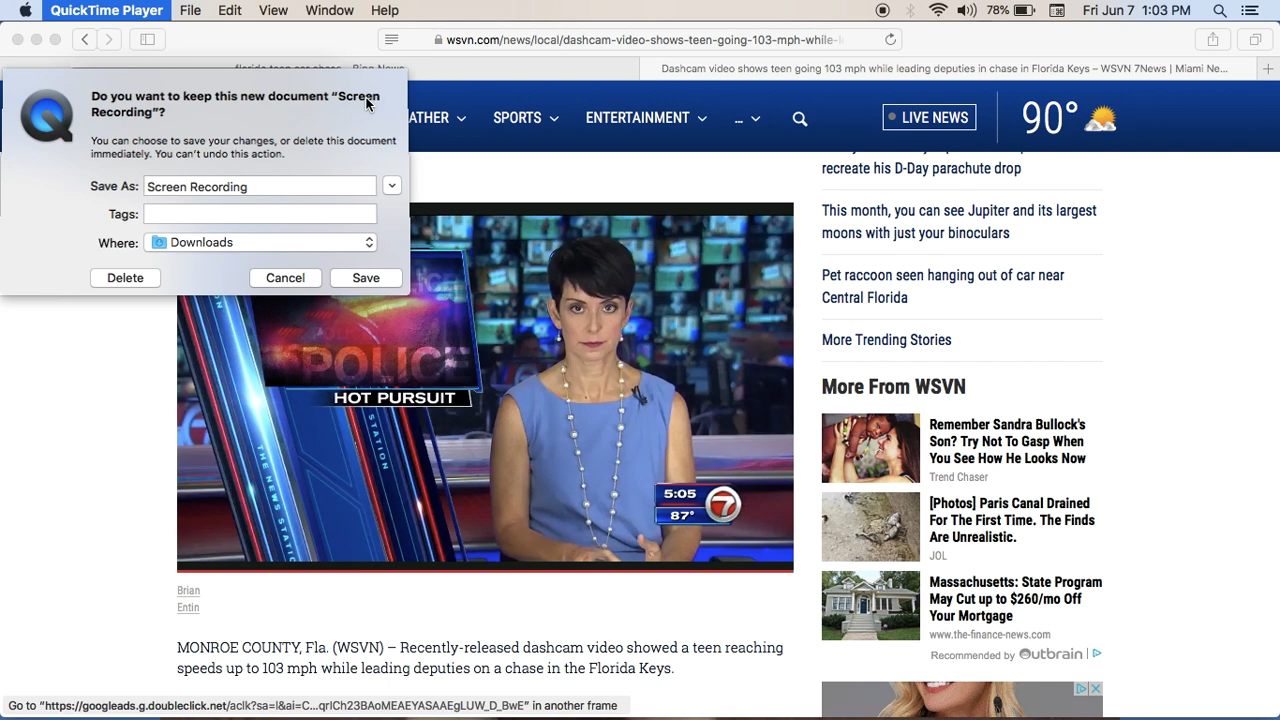 QuickTime Player File Edit View Window Help 78% Fri Jun 7 1:03 PM
wsvn.com/news/local/dashcam-video-shows-teen-going-103-mph-while-l
Dashcam video shows teen going 103 mph while leading deputies in chase in Florida Keys – WSVN 7News | Miami Ne...
Do you want to keep this new document “Screen
Recording”?
You can choose to save your changes, or delete this document
immediately. You can’t undo this action.
Save As: Screen Recording
Tags:
Where: Downloads
Delete Cancel Save
ATHER SPORTS ENTERTAINMENT ... LIVE NEWS 90°
recreate his D-Day parachute drop
This month, you can see Jupiter and its largest
moons with just your binoculars
Pet raccoon seen hanging out of car near
Central Florida
More Trending Stories
More From WSVN
Remember Sandra Bullock's
Son? Try Not To Gasp When
You See How He Looks Now
Trend Chaser
[Photos] Paris Canal Drained
For The First Time. The Finds
Are Unrealistic.
JOL
Massachusetts: State Program
May Cut up to $260/mo Off
Your Mortgage
www.the-finance-news.com
Recommended by Outbrain
POLICE
HOT PURSUIT
THE NEWS STATION
STATION
5:05
87°
7
Brian
Entin
MONROE COUNTY, Fla. (WSVN) – Recently-released dashcam video showed a teen reaching
speeds up to 103 mph while leading deputies on a chase in the Florida Keys.
Go to “https://googleads.g.doubleclick.net/aclk?sa=l&ai=C...qrICh23BAoMEAEYASAAEgLUW_D_BwE” in another frame